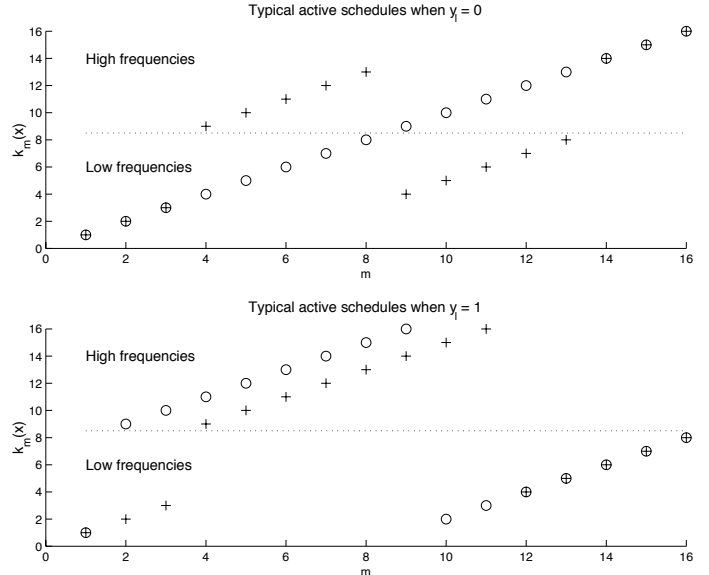 Typical active schedules when y_l = 0
16
14
12
10
8
6
4
2
0
k_m(x)
High frequencies
Low frequencies
0 2 4 6 8 10 12 14 16
m
Typical active schedules when y_l = 1
16
14
12
10
8
6
4
2
0
k_m(x)
High frequencies
Low frequencies
0 2 4 6 8 10 12 14 16
m